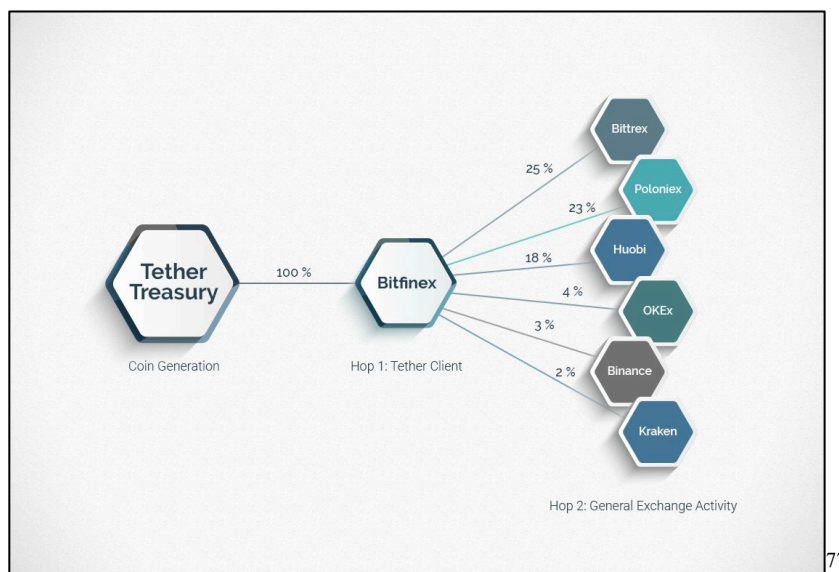 Bittrex
25 %
Poloniex
23 %
Tether
Treasury
100 %
Bitfinex
18 %
Huobi
4 %
OKEx
3 %
Binance
2 %
Kraken
Coin Generation
Hop 1: Tether Client
Hop 2: General Exchange Activity